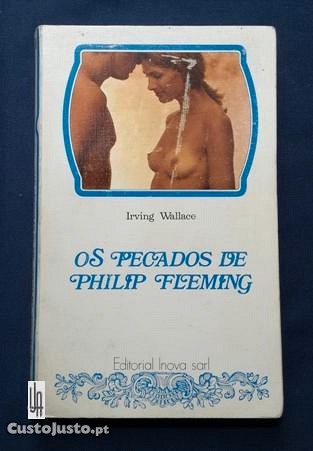 Irving Wallace
OS PECADOS DE
PHILIP FLEMING
Editorial Inova sarl
CustoJusto.pt